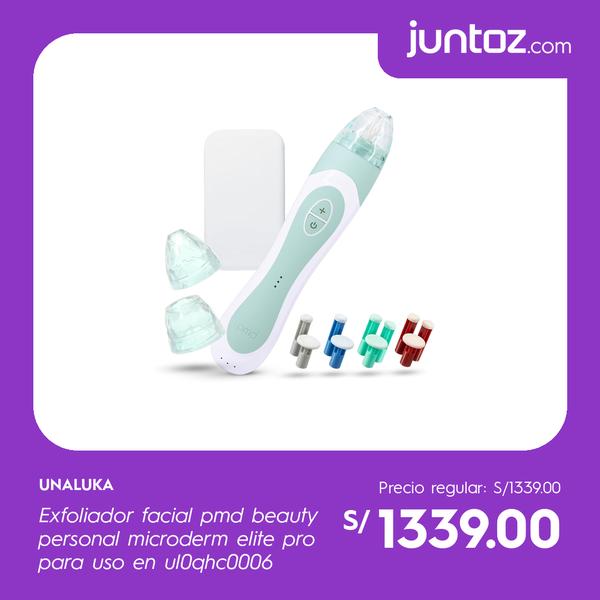 juntoz.com
pmd
UNALUKA
Exfoliador facial pmd beauty
personal microderm elite pro
para uso en ul0qhc0006
Precio regular: S/1339.00
S/ 1339.00